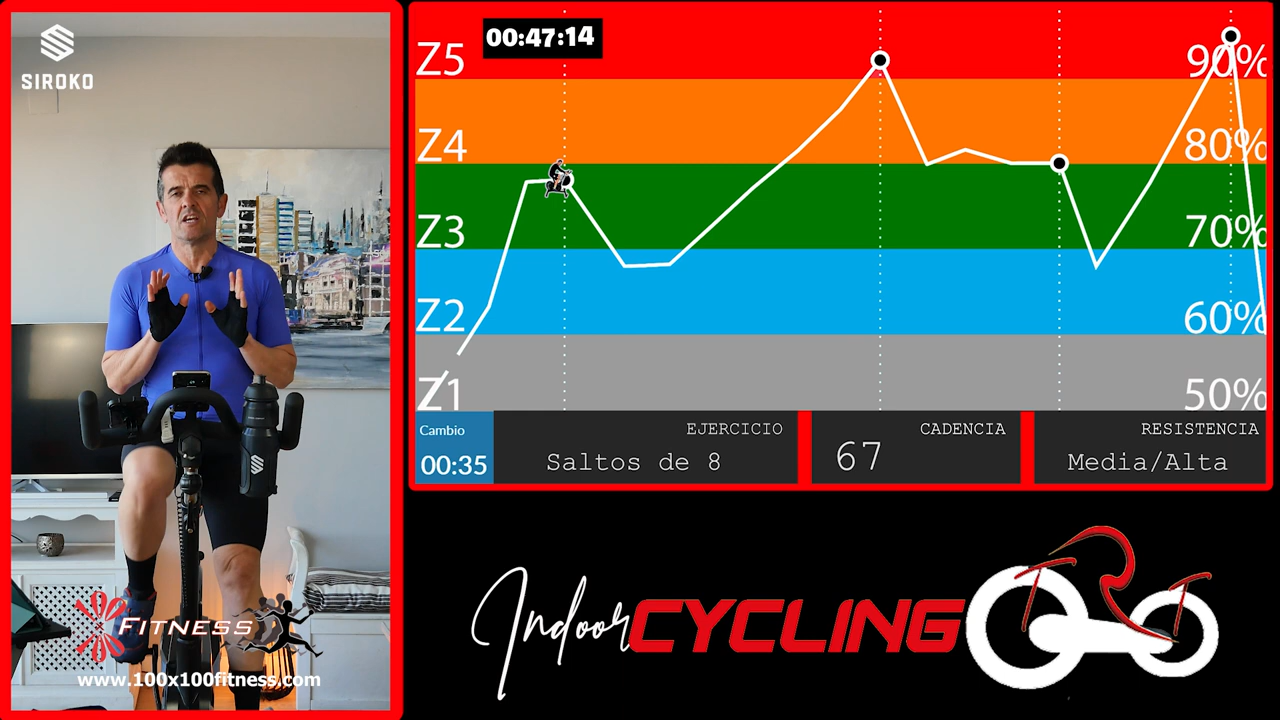 SIROKO
FITNESS
www.100x100fitness.com
00:47:14
Z5
90%
Z4
80%
Z3
70%
Z2
60%
Z1
50%
Cambio
00:35
EJERCICIO
Saltos de 8
CADENCIA
67
RESISTENCIA
Media/Alta
Indoor CYCLING
TRT